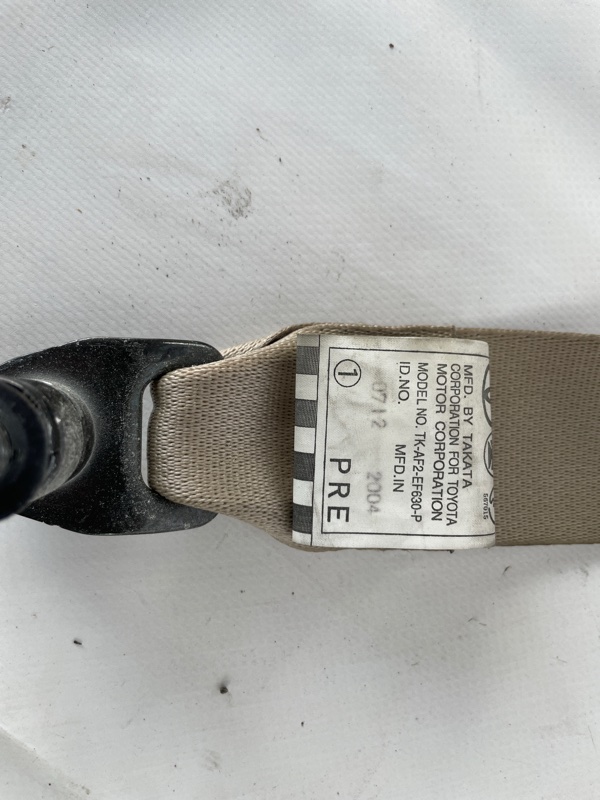 567015
MFD. BY TAKATA
CORPORATION FOR TOYOTA
MOTOR CORPORATION
MODEL NO. TK-AF2-EF630-P
ID.NO. MFD.IN
0712 2004
① PRE